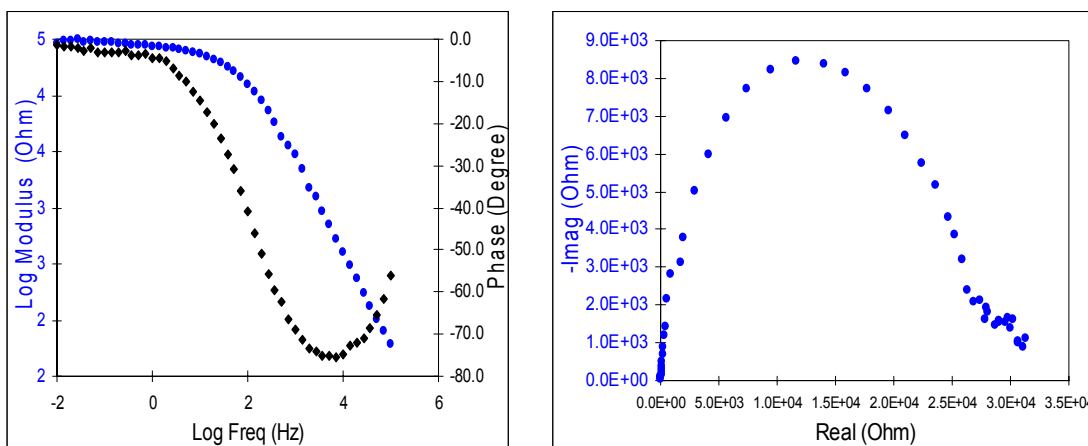 5
4
4
3
3
2
2
Log Modulus (Ohm)
0.0
-10.0
-20.0
-30.0
-40.0
-50.0
-60.0
-70.0
-80.0
Phase (Degree)
-2 0 2 4 6
Log Freq (Hz)
9.0E+03
8.0E+03
7.0E+03
6.0E+03
5.0E+03
4.0E+03
3.0E+03
2.0E+03
1.0E+03
0.0E+00
-Imag (Ohm)
0.0E+00 5.0E+03 1.0E+04 1.5E+04 2.0E+04 2.5E+04 3.0E+04 3.5E+04
Real (Ohm)